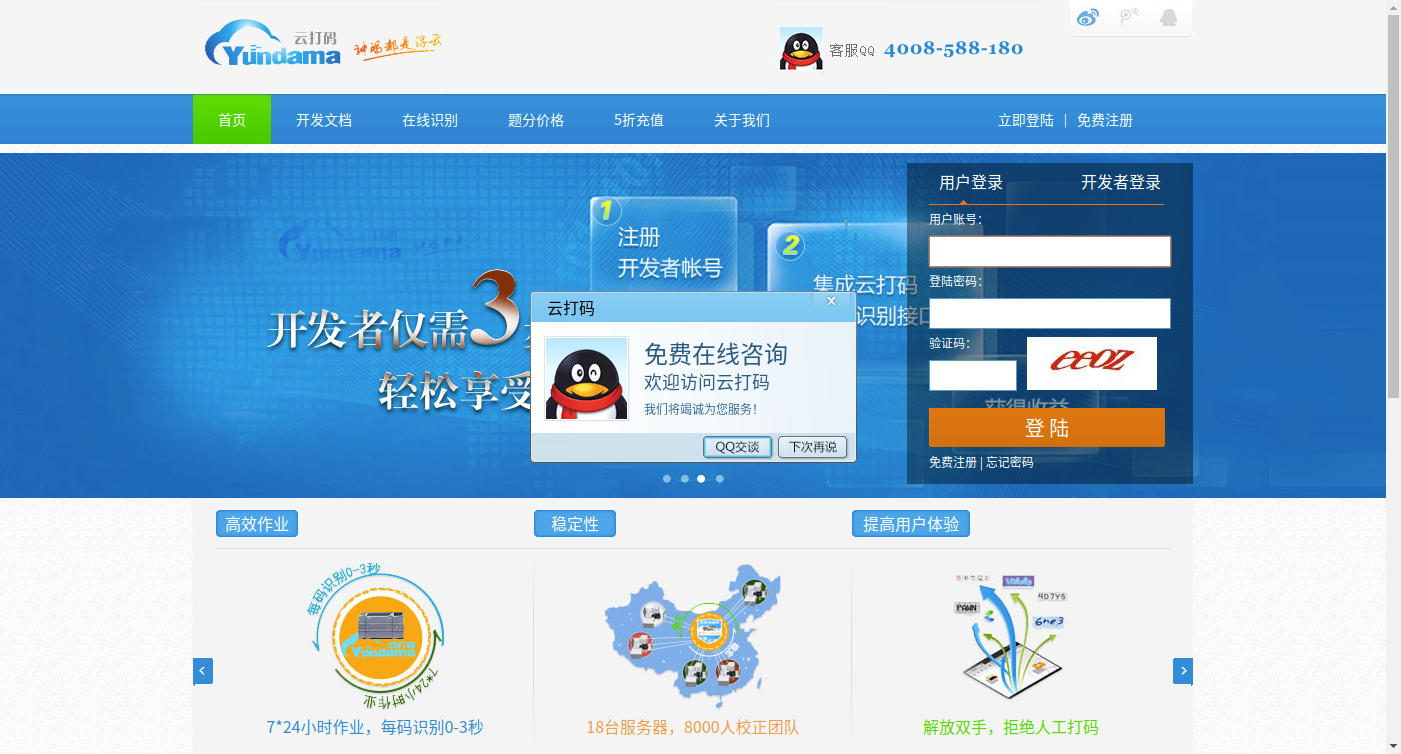 云打码
Yundama
神马都是浮云
客服QQ 4008-588-180
首页 开发文档 在线识别 题分价格 5折充值 关于我们 立即登陆 | 免费注册
用户登录 开发者登录
用户账号：
登陆密码：
验证码：
eeoz
登 陆
免费注册 | 忘记密码
1
注册
开发者帐号
2
集成云打码
识别接口
获得收益
开发者仅需3
轻松享受
云打码
x
免费在线咨询
欢迎访问云打码
我们将竭诚为您服务！
QQ交谈 下次再说
高效作业 稳定性 提高用户体验
每码识别0--3秒
Yundama
7*24小时作业
PAWN
4D7YS
6ne3
7*24小时作业，每码识别0-3秒
18台服务器，8000人校正团队
解放双手，拒绝人工打码